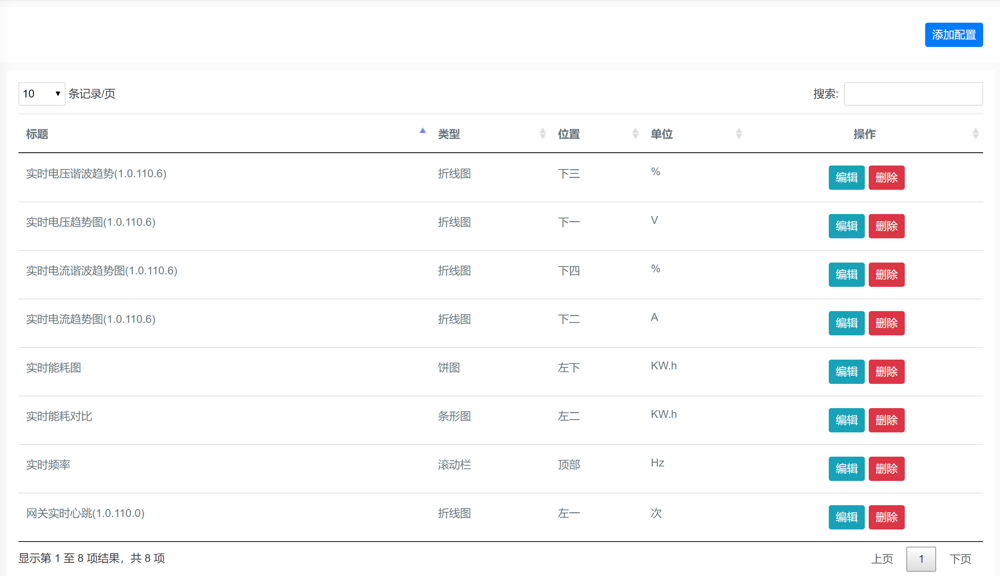 添加配置
10 条记录/页 搜索:
标题 类型 位置 单位 操作
实时电压谐波趋势(1.0.110.6) 折线图 下三 % 编辑 删除
实时电压趋势图(1.0.110.6) 折线图 下一 V 编辑 删除
实时电流谐波趋势图(1.0.110.6) 折线图 下四 % 编辑 删除
实时电流趋势图(1.0.110.6) 折线图 下二 A 编辑 删除
实时能耗图 饼图 左下 KW.h 编辑 删除
实时能耗对比 条形图 左二 KW.h 编辑 删除
实时频率 滚动栏 顶部 Hz 编辑 删除
网关实时心跳(1.0.110.0) 折线图 左一 次 编辑 删除
显示第 1 至 8 项结果，共 8 项 上页 1 下页